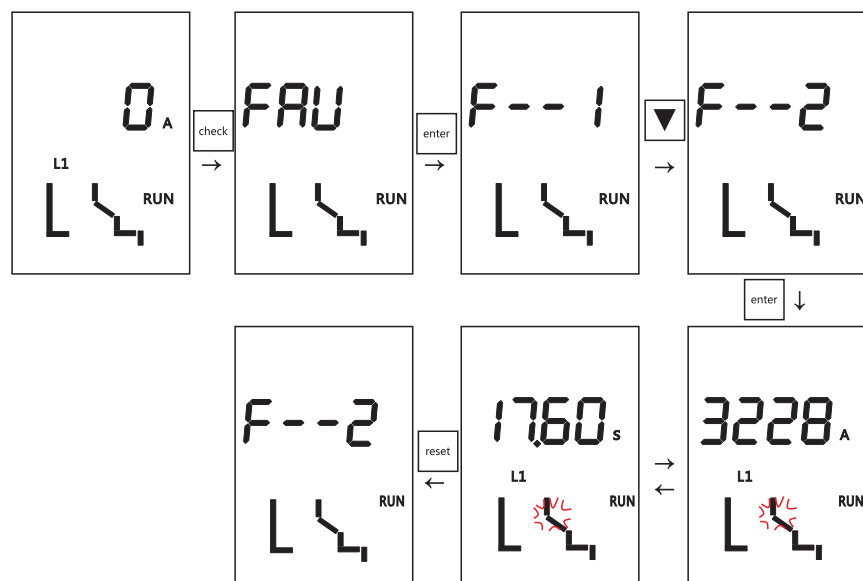 0 A
L1
L
RUN
check
→
FAU
L
RUN
enter
→
F--1
L
RUN
▼
→
F--2
L
RUN
enter ↓
3228 A
L1
L
RUN
→
←
17.60 S
L1
L
RUN
reset
←
F--2
L
RUN